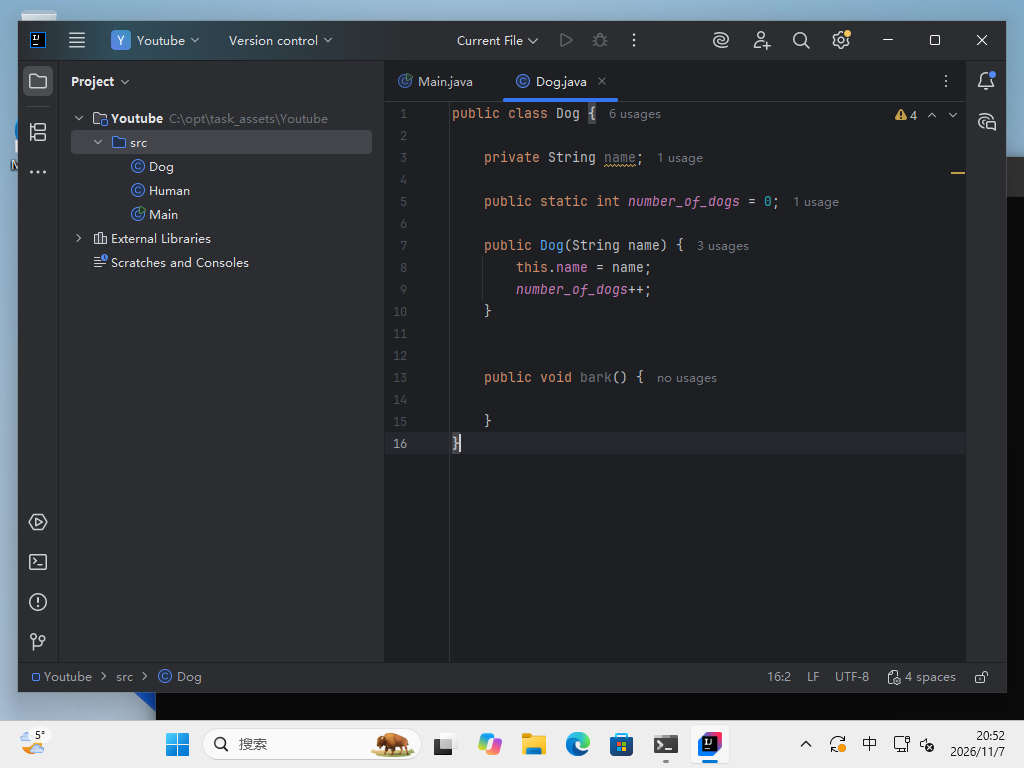 Y Youtube Version control Current File
Project
Main.java Dog.java
Youtube C:\opt\task_assets\Youtube
src
Dog
Human
Main
External Libraries
Scratches and Consoles
1 public class Dog { 6 usages
2
3 private String name; 1 usage
4
5 public static int number_of_dogs = 0; 1 usage
6
7 public Dog(String name) { 3 usages
8 this.name = name;
9 number_of_dogs++;
10 }
11
12
13 public void bark() { no usages
14
15 }
16 }
4
Youtube src Dog
16:2 LF UTF-8 4 spaces
5°
搜索
中
20:52
2026/11/7